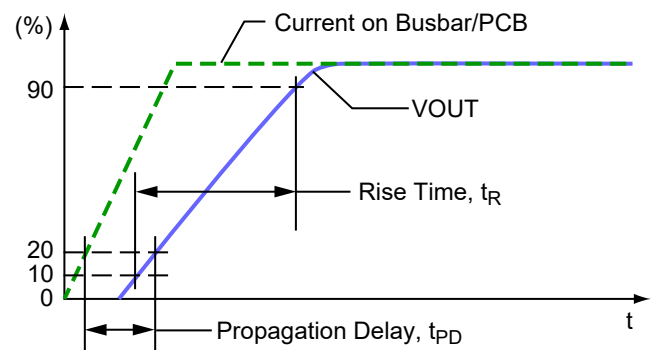 (%)
Current on Busbar/PCB
90
VOUT
Rise Time, tR
20
10
0
t
Propagation Delay, tPD